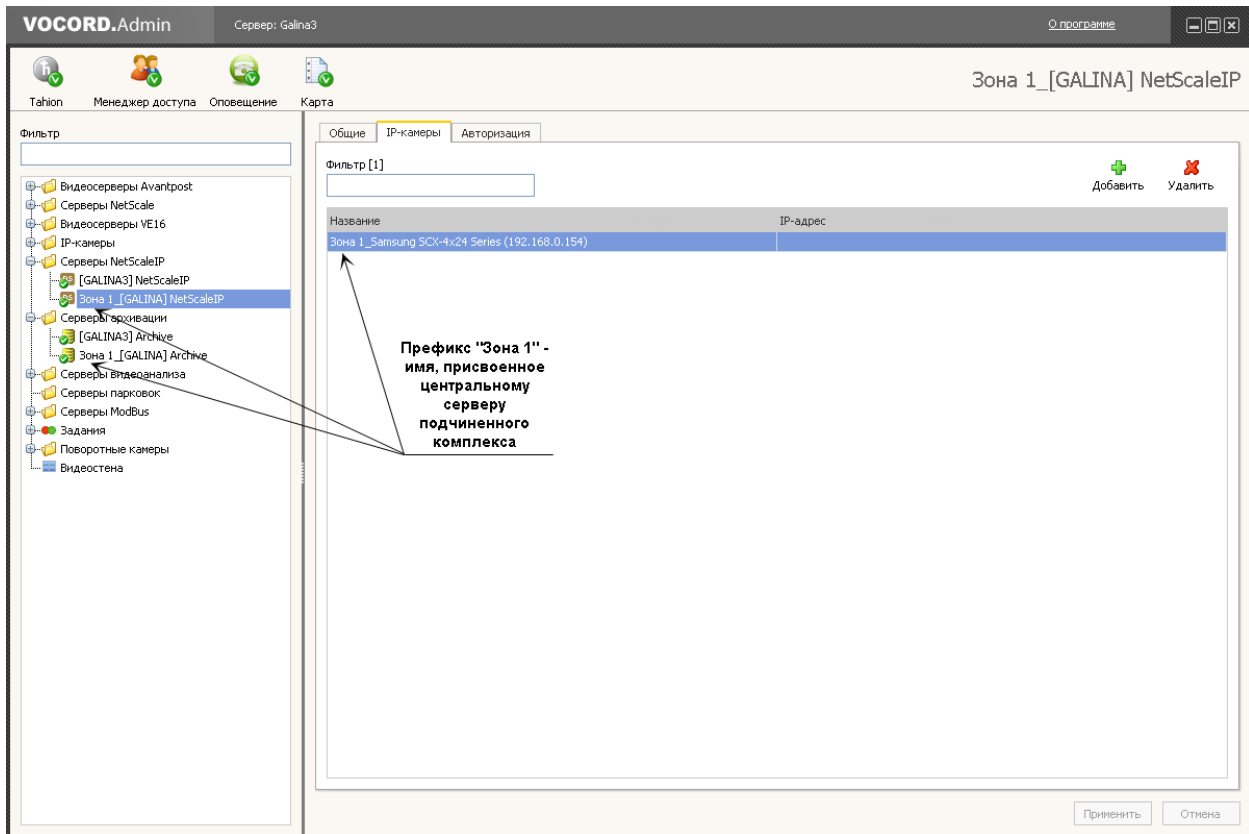 VOCORD.Admin
Сервер: Galina3
О программе
Tahion
Менеджер доступа
Оповещение
Карта
Зона 1_[GALINA] NetScaleIP
Фильтр
Видеосерверы Avantpost
Серверы NetScale
Видеосерверы VE16
IP-камеры
Серверы NetScaleIP
[GALINA3] NetScaleIP
Зона 1_[GALINA] NetScaleIP
Серверы архивации
[GALINA3] Archive
Зона 1_[GALINA] Archive
Серверы видеоанализа
Серверы парковок
Серверы ModBus
Задания
Поворотные камеры
Видеостена
Общие
IP-камеры
Авторизация
Фильтр [1]
Добавить
Удалить
Название
IP-адрес
Зона 1_Samsung SCX-4x24 Series (192.168.0.154)
Префикс "Зона 1" -
имя, присвоенное
центральному
серверу
подчиненного
комплекса
Применить
Отмена